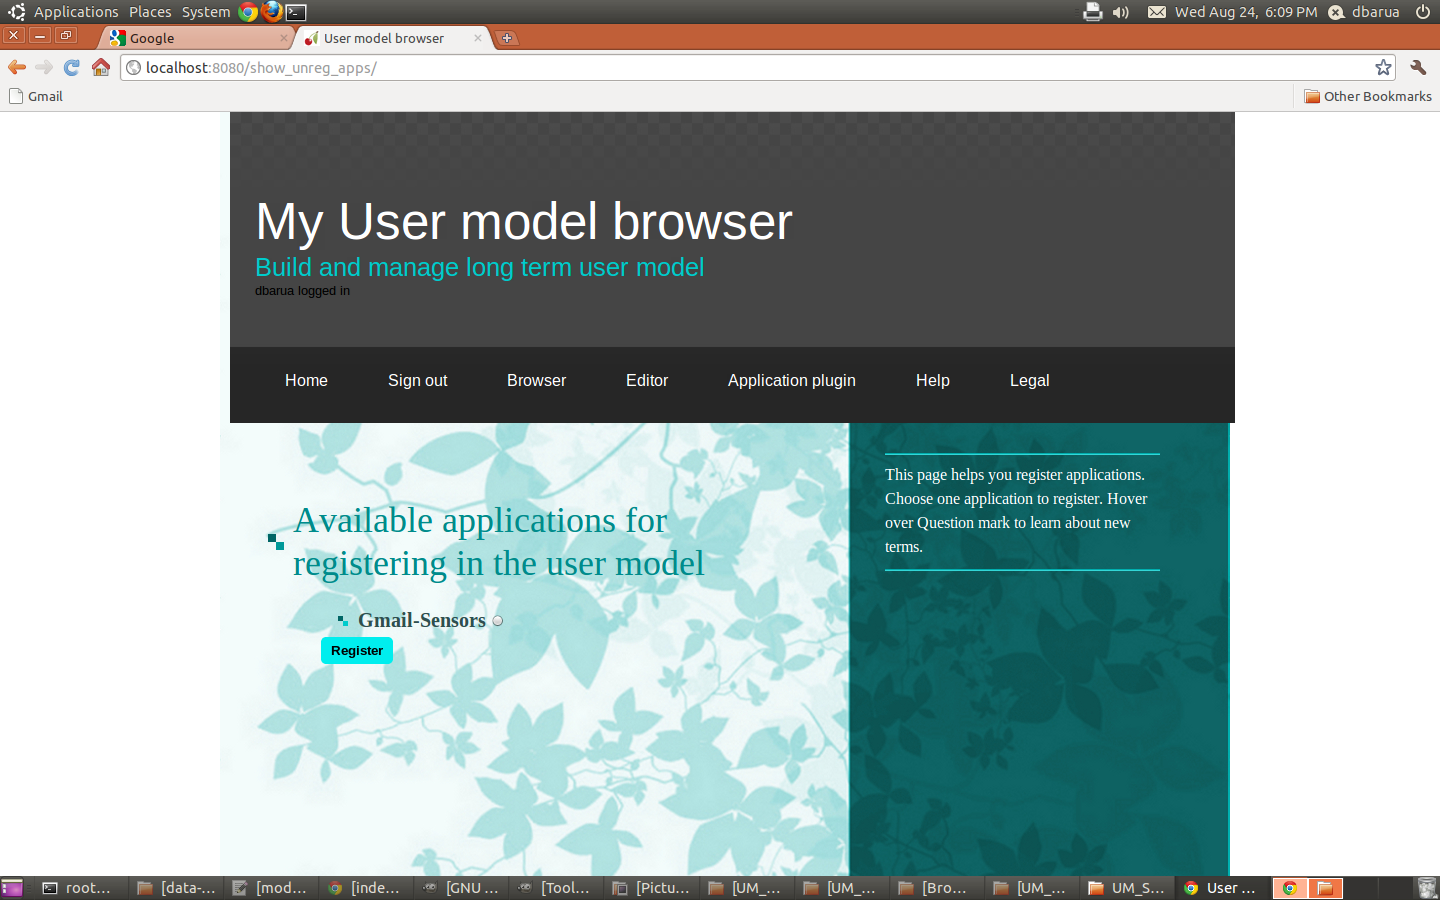 Applications Places System
Wed Aug 24, 6:09 PM dbarua
Google
User model browser
localhost:8080/show_unreg_apps/
Gmail
Other Bookmarks
My User model browser
Build and manage long term user model
dbarua logged in
Home Sign out Browser Editor Application plugin Help Legal
Available applications for
registering in the user model
Gmail-Sensors
Register
This page helps you register applications.
Choose one application to register. Hover
over Question mark to learn about new
terms.
root... [data-... [mod... [inde... [GNU ... [Tool... [Pictu... [UM_... [UM_... [Bro... [UM_... UM_S... User ...